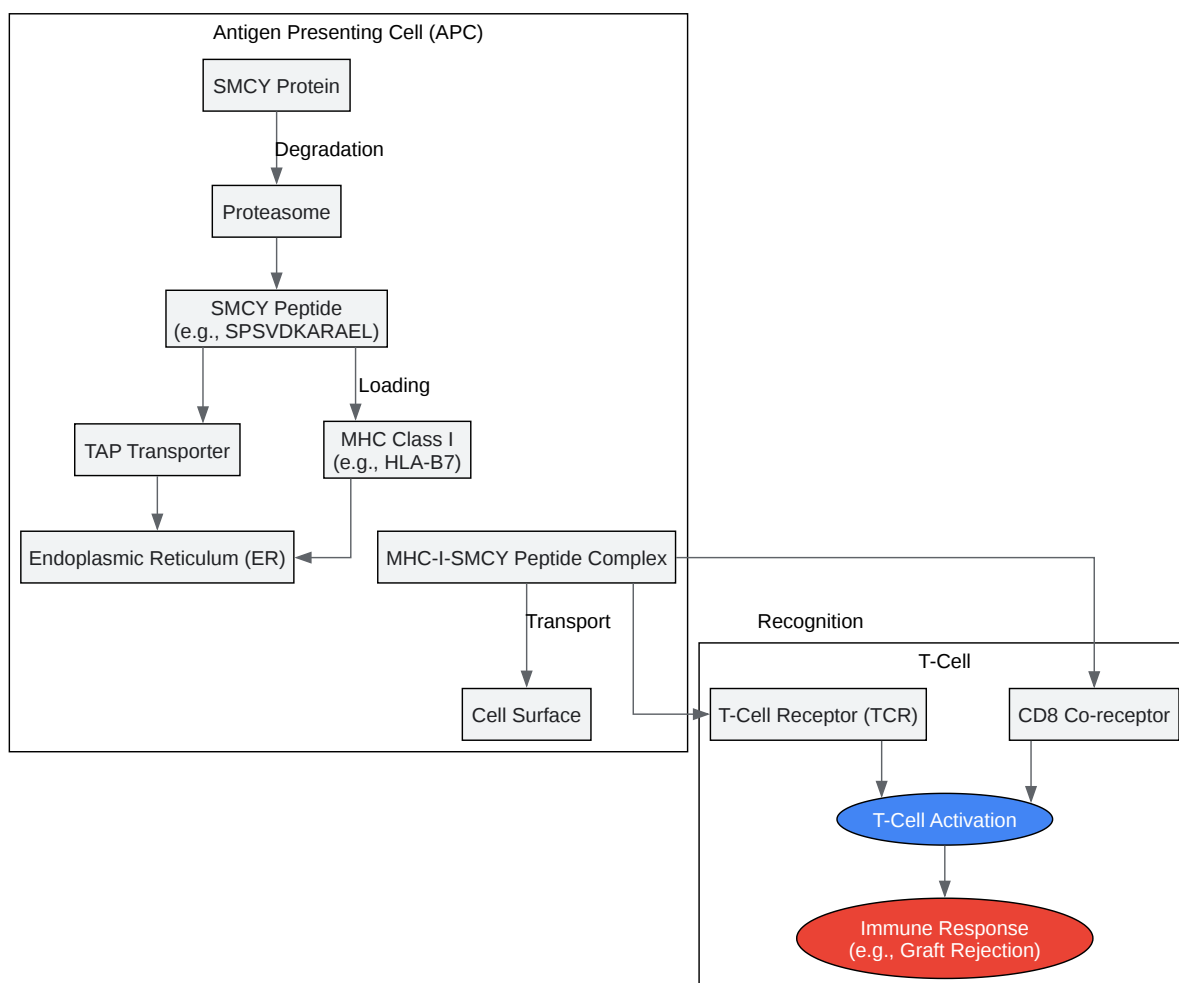 Antigen Presenting Cell (APC)
SMCY Protein
Degradation
Proteasome
SMCY Peptide
(e.g., SPSVDKARAEL)
Loading
TAP Transporter
MHC Class I
(e.g., HLA-B7)
Endoplasmic Reticulum (ER)
MHC-I-SMCY Peptide Complex
Transport
Recognition
Cell Surface
T-Cell
T-Cell Receptor (TCR)
CD8 Co-receptor
T-Cell Activation
Immune Response
(e.g., Graft Rejection)